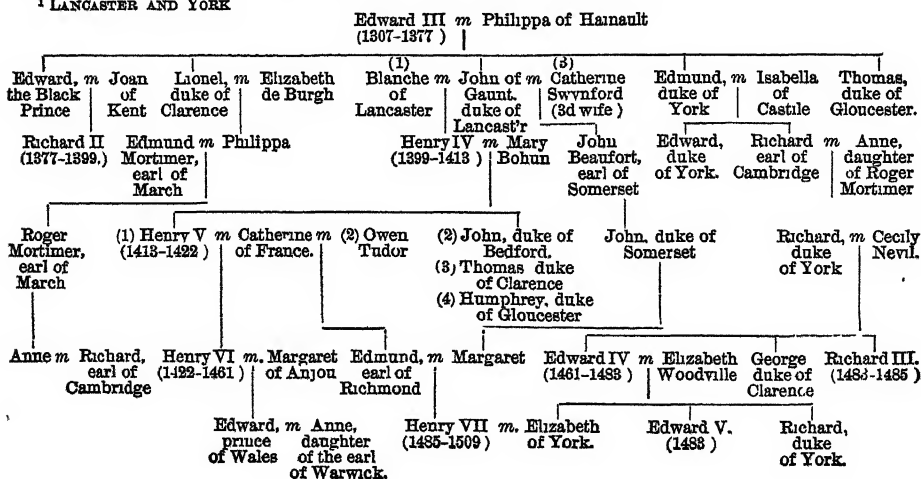 1 LANCASTER AND YORK
Edward III m Philippa of Hainault
(1307-1377)
(1) (3)
Edward, m Joan Lionel, m Elizabeth Blanche m John of m Catherine Edmund, m Isabella Thomas,
the Black of duke of de Burgh of Gaunt. Swynford duke of of duke of
Prince Kent Clarence Lancaster duke of (3d wife) York Castile Gloucester.
Lancast'r
Richard II Edmund m Philippa Henry IV m Mary John Edward, Richard m Anne,
(1377-1399,) Mortimer, (1399-1413) Bohun Beaufort, duke earl of daughter
earl of earl of of York. Cambridge of Roger
March Somerset Mortimer
Roger (1) Henry V m Catherine m (2) Owen (2) John, duke of John, duke of Richard, m Cecily
Mortimer, (1413-1422) of France. Tudor Bedford. Somerset duke Nevil.
earl of (3) Thomas duke of York
March of Clarence
(4) Humphrey, duke
of Gloucester
Anne m Richard, Henry VI m. Margaret Edmund, m Margaret Edward IV m Elizabeth George Richard III.
earl of (1422-1461) of Anjou earl of (1461-1483) Woodville duke of (1483-1485)
Cambridge Richmond Clarence
Edward, m Anne, Henry VII m. Elizabeth Edward V. Richard,
prince daughter (1485-1509) of York. (1483) duke
of Wales of the earl of York.
of Warwick.